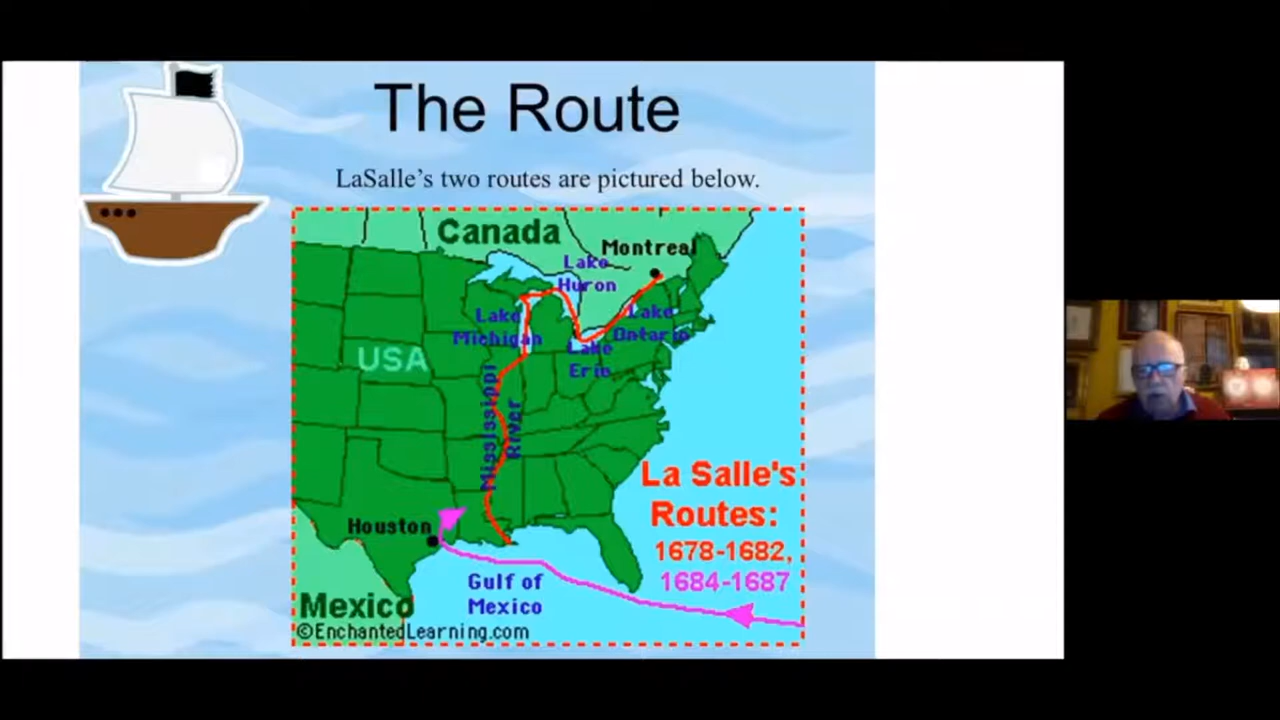 The Route
LaSalle's two routes are pictured below.
Canada
Montreal
Lake
Huron
Lake
Michigan
Lake
Ontario
USA
Lake
Erie
Mississippi
River
La Salle's
Routes:
1678-1682,
1684-1687
Houston
Gulf of
Mexico
Mexico
©EnchantedLearning.com